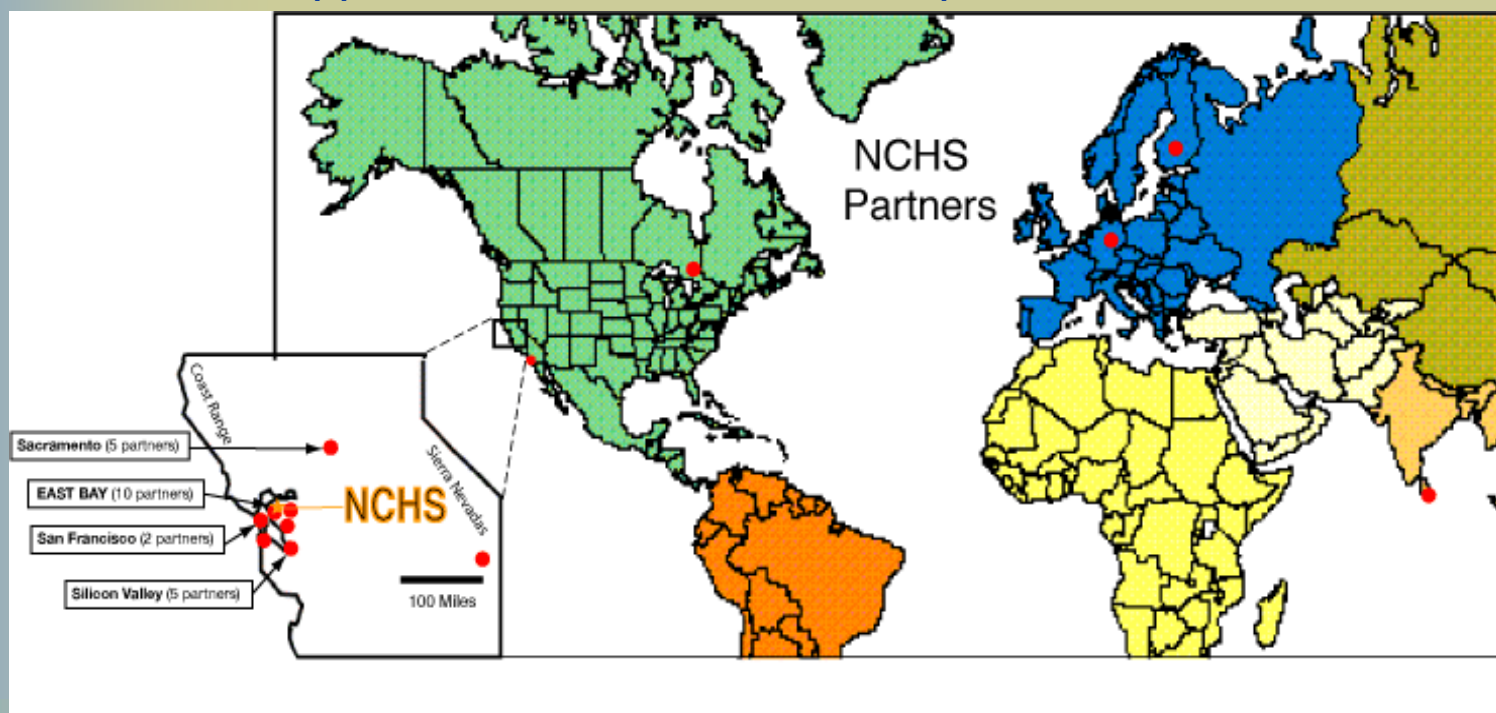 NCHS
Partners
Coast Range
Sacramento (5 partners)
Sierra Nevadas
EAST BAY (10 partners)
NCHS
San Francisco (2 partners)
Silicon Valley (5 partners)
100 Miles